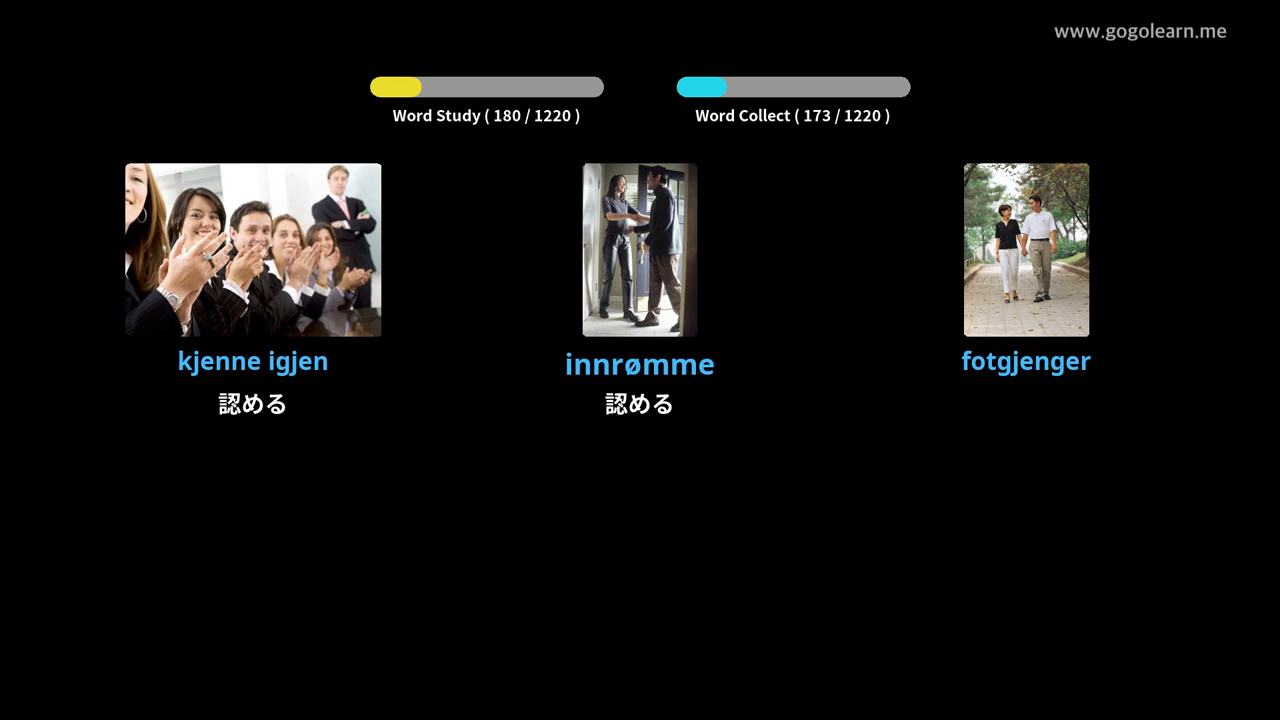 www.gogolearn.me
Word Study ( 180 / 1220 )
Word Collect ( 173 / 1220 )
kjenne igjen
innrømme
fotgjenger
認める
認める